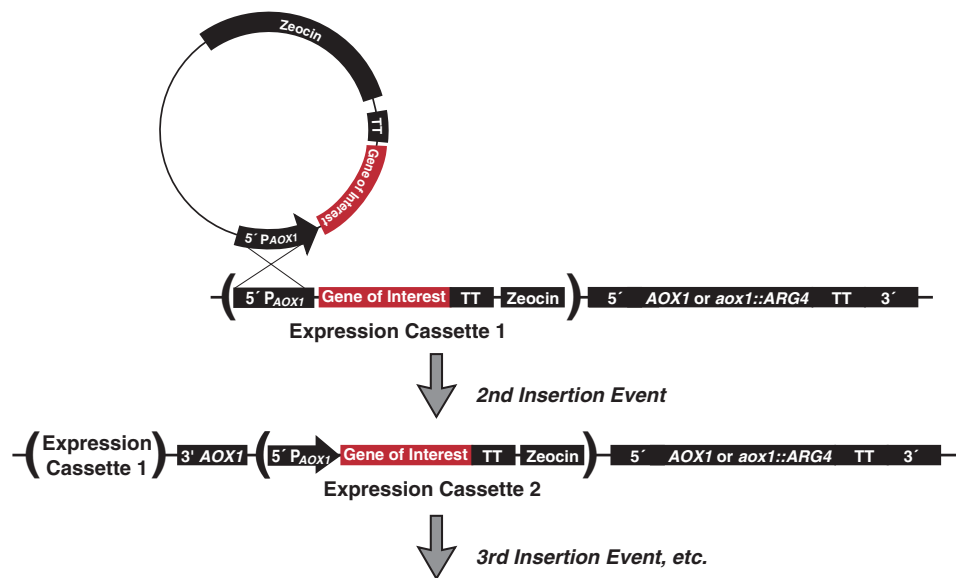 Zeocin
TT
Gene of Interest
5´ PAOX1
( 5´ PAOX1 Gene of Interest TT Zeocin ) 5´ AOX1 or aox1::ARG4 TT 3´
Expression Cassette 1
2nd Insertion Event
( Expression Cassette 1 ) 3' AOX1 ( 5´ PAOX1 Gene of Interest TT Zeocin ) 5´ AOX1 or aox1::ARG4 TT 3´
Expression Cassette 2
3rd Insertion Event, etc.